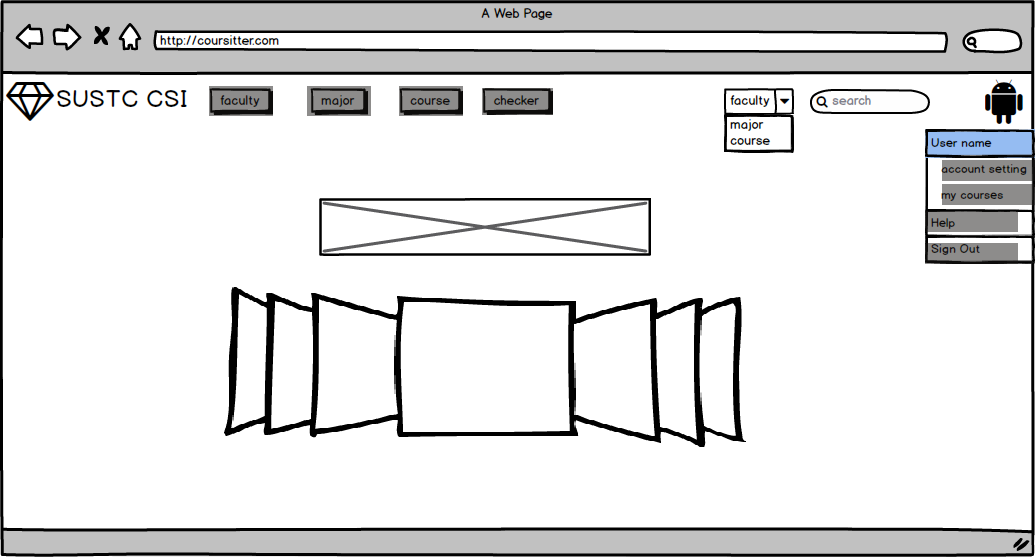 A Web Page
http://coursitter.com
SUSTC CSI
faculty
major
course
checker
faculty
major
course
search
User name
account setting
my courses
Help
Sign Out